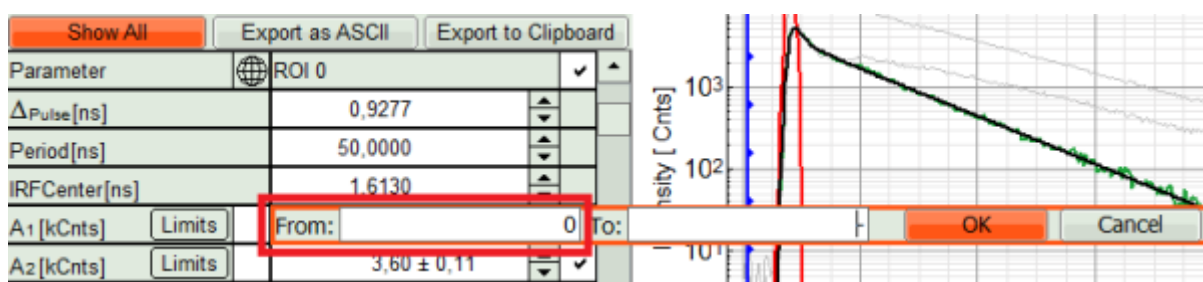 Show All Export as ASCII Export to Clipboard
Parameter ROI 0
ΔPulse[ns] 0,9277
Period[ns] 50,0000
IRFCenter[ns] 1,6130
A1[kCnts] Limits From: 0 To: OK Cancel
A2[kCnts] Limits 3,60 ± 0,11
[ Cnts]
10³
10²
10¹